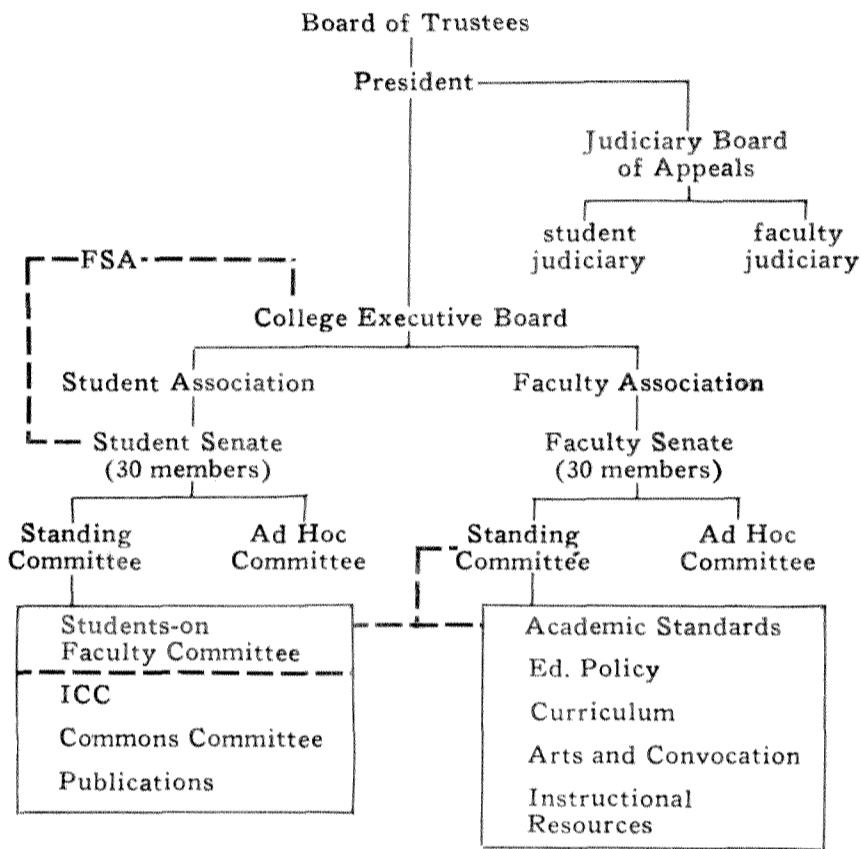 Board of Trustees
President
Judiciary Board
of Appeals
student
judiciary
faculty
judiciary
FSA
College Executive Board
Student Association
Faculty Association
Student Senate
(30 members)
Faculty Senate
(30 members)
Standing
Committee
Ad Hoc
Committee
Standing
Committee
Ad Hoc
Committee
Students-on
Faculty Committee
ICC
Commons Committee
Publications
Academic Standards
Ed. Policy
Curriculum
Arts and Convocation
Instructional
Resources